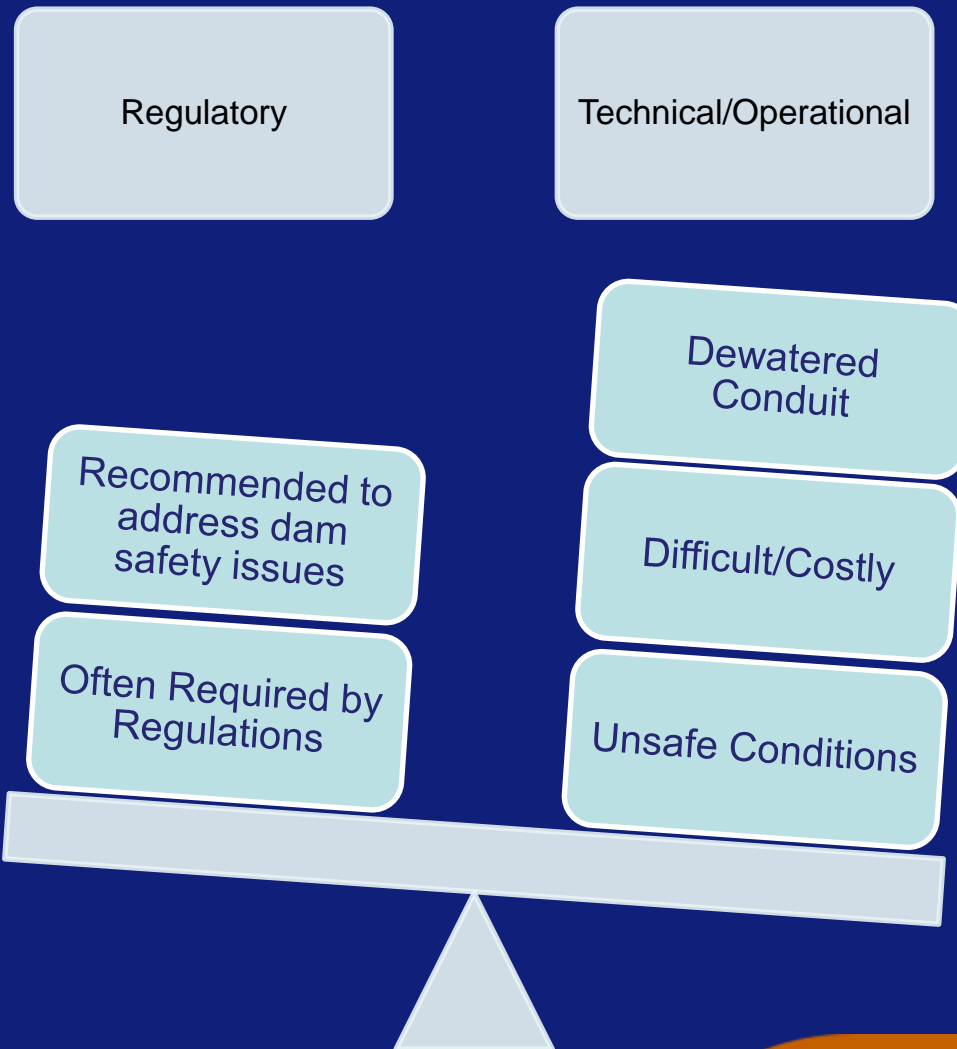 Regulatory
Technical/Operational
Recommended to
address dam
safety issues
Often Required by
Regulations
Dewatered
Conduit
Difficult/Costly
Unsafe Conditions